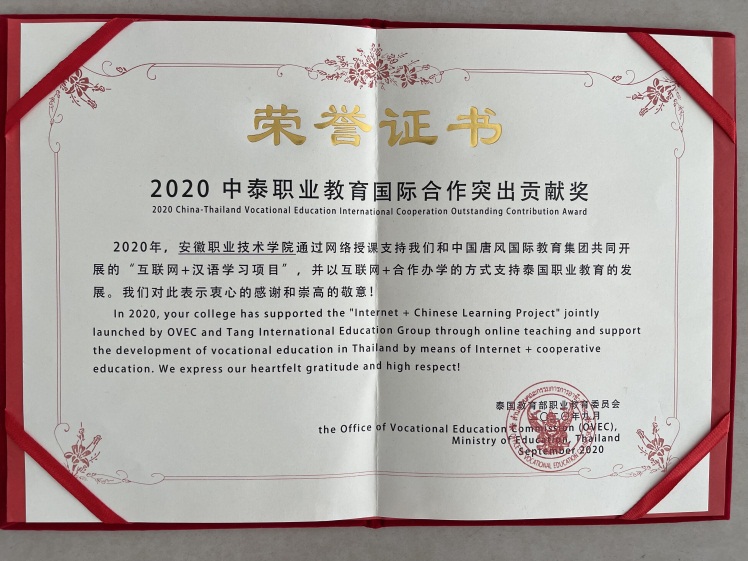 荣誉证书
2020 中泰职业教育国际合作突出贡献奖
2020 China-Thailand Vocational Education International Cooperation Outstanding Contribution Award
2020年，安徽职业技术学院通过网络授课支持我们和中国唐风国际教育集团共同开
展的“互联网+汉语学习项目”，并以互联网+合作办学的方式支持泰国职业教育的发
展。我们对此表示衷心的感谢和崇高的敬意！
In 2020, your college has supported the "Internet + Chinese Learning Project" jointly
launched by OVEC and Tang International Education Group through online teaching and support
the development of vocational education in Thailand by means of Internet + cooperative
education. We express our heartfelt gratitude and high respect!
泰国教育部职业教育委员会
二〇二〇年九月
the Office of Vocational Education Commission (OVEC),
Ministry of Education, Thailand
September 2020
VOCATIONAL EDUCATION